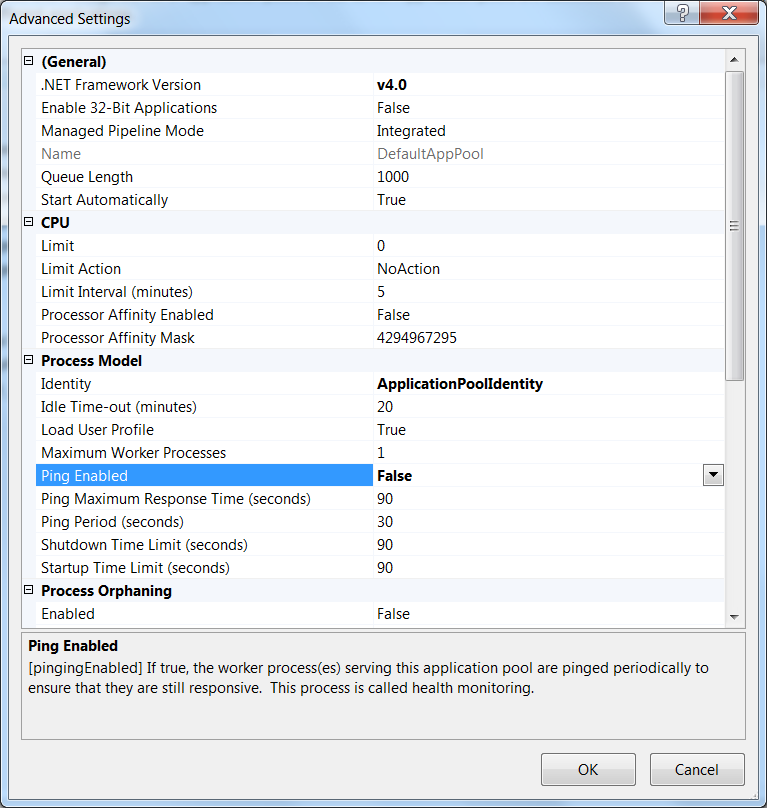 Advanced Settings
(General)
.NET Framework Version v4.0
Enable 32-Bit Applications False
Managed Pipeline Mode Integrated
Name DefaultAppPool
Queue Length 1000
Start Automatically True
CPU
Limit 0
Limit Action NoAction
Limit Interval (minutes) 5
Processor Affinity Enabled False
Processor Affinity Mask 4294967295
Process Model
Identity ApplicationPoolIdentity
Idle Time-out (minutes) 20
Load User Profile True
Maximum Worker Processes 1
Ping Enabled False
Ping Maximum Response Time (seconds) 90
Ping Period (seconds) 30
Shutdown Time Limit (seconds) 90
Startup Time Limit (seconds) 90
Process Orphaning
Enabled False
Ping Enabled
[pingingEnabled] If true, the worker process(es) serving this application pool are pinged periodically to
ensure that they are still responsive.  This process is called health monitoring.
OK Cancel